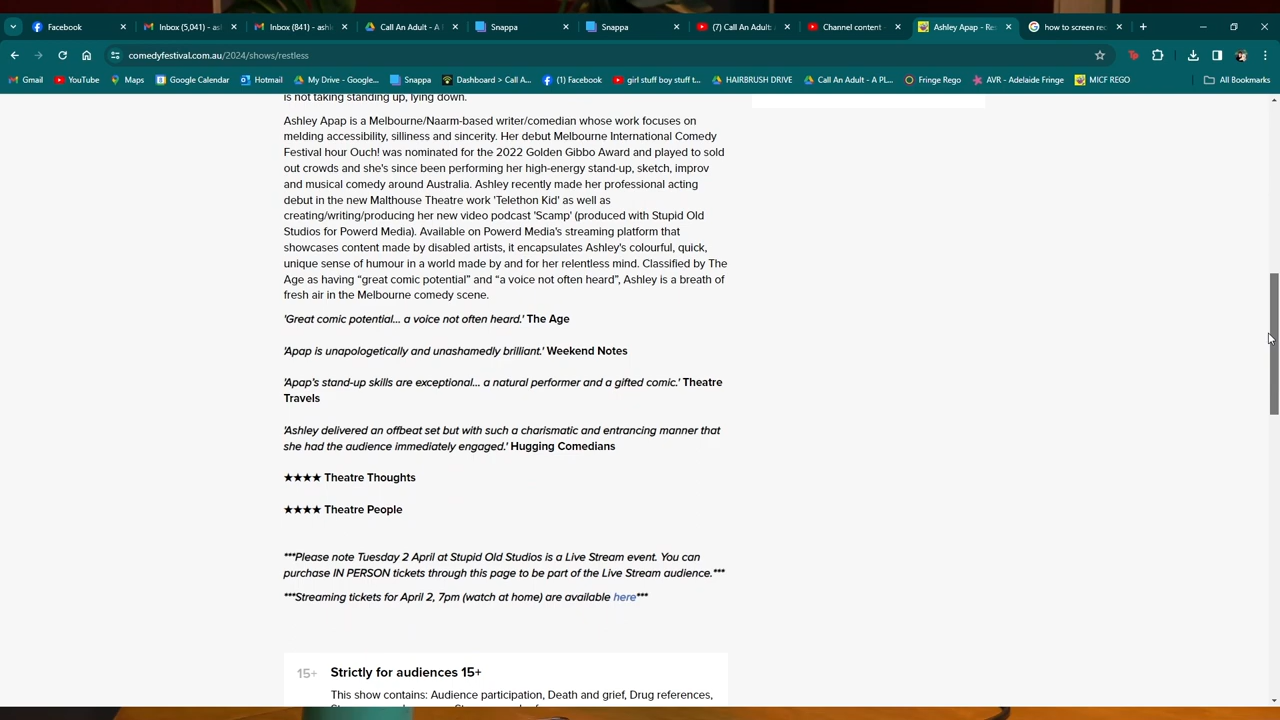 Facebook
Inbox (5,041) - as
Inbox (841) - ashl
Call An Adult - A
Snappa
Snappa
(7) Call An Adult
Channel content
Ashley Apap - Res
how to screen rec
comedyfestival.com.au/2024/shows/restless
Gmail
YouTube
Maps
Google Calendar
Hotmail
My Drive - Google...
Snappa
Dashboard > Call A...
(1) Facebook
girl stuff boy stuff t...
HAIRBRUSH DRIVE
Call An Adult - A PL...
Fringe Rego
AVR - Adelaide Fringe
MICF REGO
All Bookmarks
is not taking standing up, lying down.
Ashley Apap is a Melbourne/Naarm-based writer/comedian whose work focuses on
melding accessibility, silliness and sincerity. Her debut Melbourne International Comedy
Festival hour Ouch! was nominated for the 2022 Golden Gibbo Award and played to sold
out crowds and she's since been performing her high-energy stand-up, sketch, improv
and musical comedy around Australia. Ashley recently made her professional acting
debut in the new Malthouse Theatre work 'Telethon Kid' as well as
creating/writing/producing her new video podcast 'Scamp' (produced with Stupid Old
Studios for Powerd Media). Available on Powerd Media's streaming platform that
showcases content made by disabled artists, it encapsulates Ashley's colourful, quick,
unique sense of humour in a world made by and for her relentless mind. Classified by The
Age as having “great comic potential” and “a voice not often heard”, Ashley is a breath of
fresh air in the Melbourne comedy scene.
'Great comic potential... a voice not often heard.' The Age
'Apap is unapologetically and unashamedly brilliant.' Weekend Notes
'Apap's stand-up skills are exceptional... a natural performer and a gifted comic.' Theatre
Travels
'Ashley delivered an offbeat set but with such a charismatic and entrancing manner that
she had the audience immediately engaged.' Hugging Comedians
★★★★ Theatre Thoughts
★★★★ Theatre People
***Please note Tuesday 2 April at Stupid Old Studios is a Live Stream event. You can
purchase IN PERSON tickets through this page to be part of the Live Stream audience.***
***Streaming tickets for April 2, 7pm (watch at home) are available here***
15+
Strictly for audiences 15+
This show contains: Audience participation, Death and grief, Drug references,